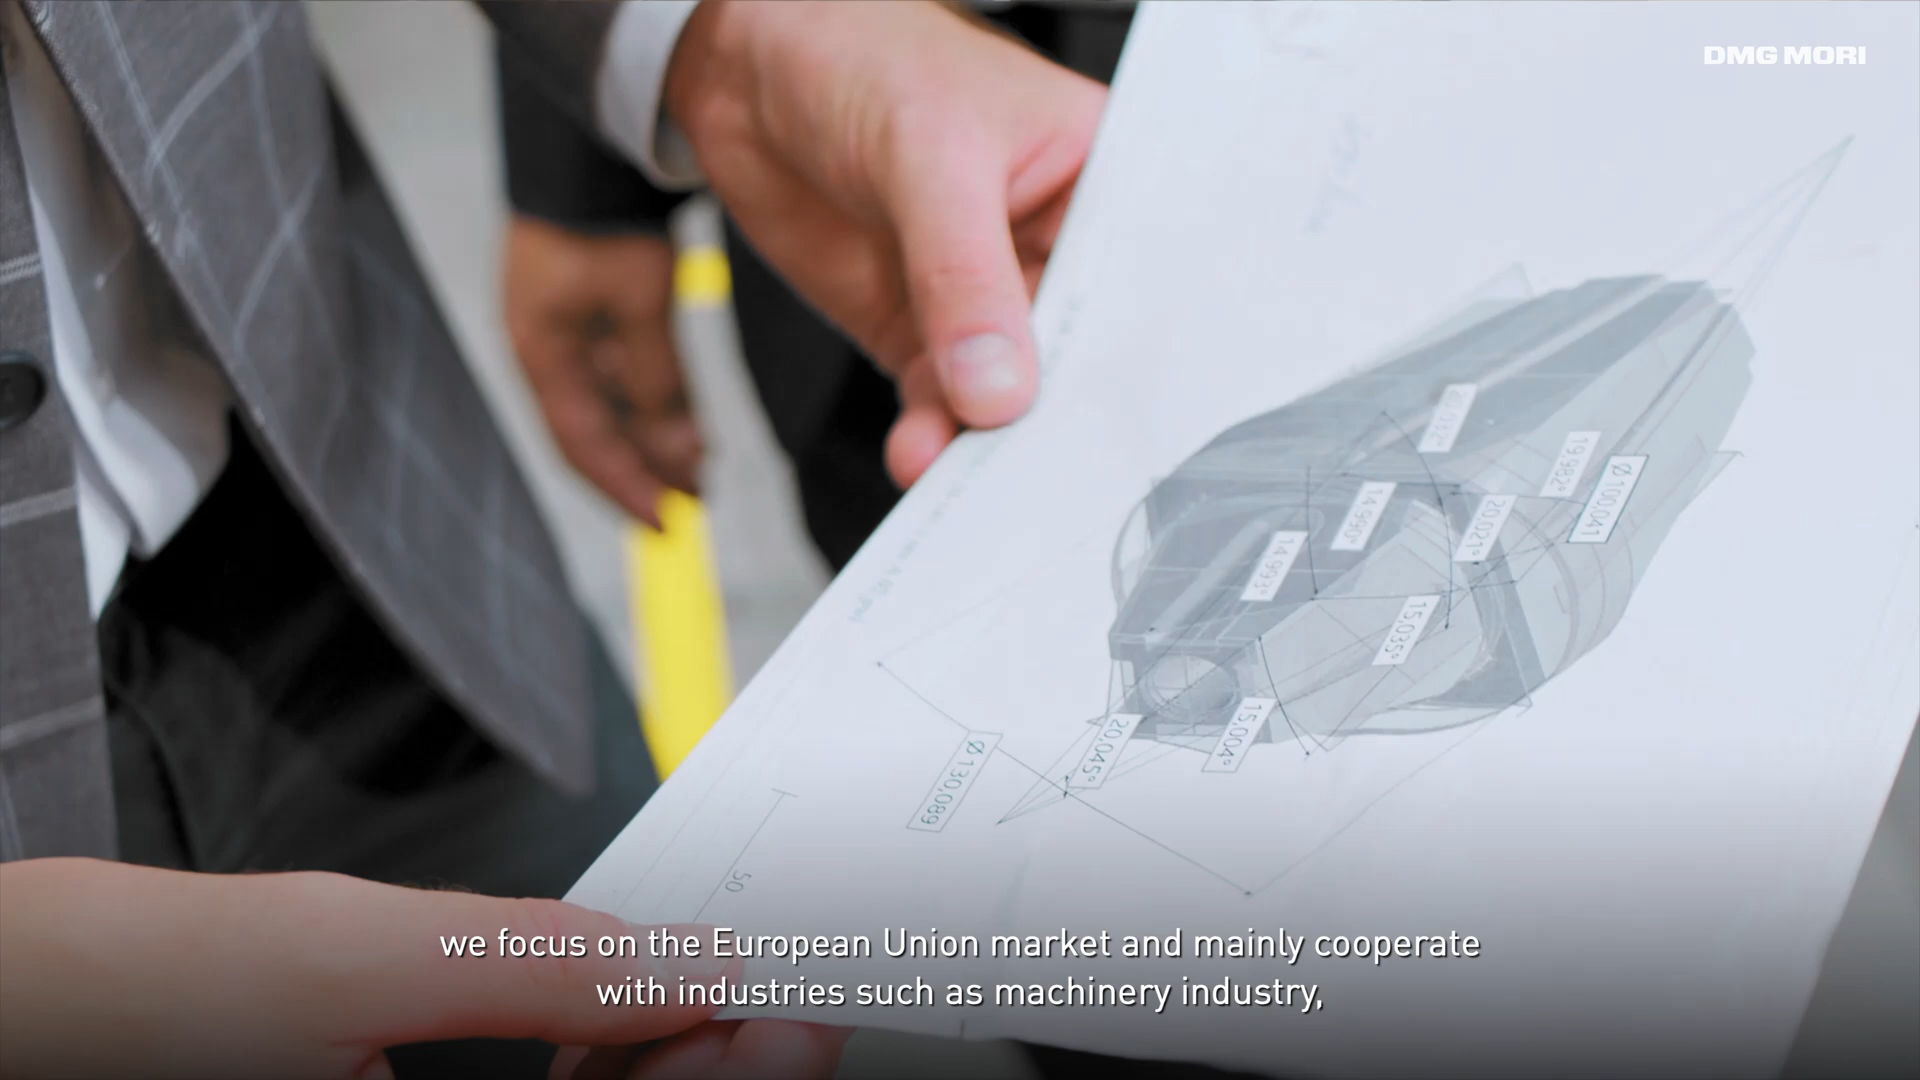 DMG MORI
19,982°
Ø 100,041
14,990°
20,021°
14,993°
15,035°
15,004°
20,045°
Ø 130,089
50
we focus on the European Union market and mainly cooperate
with industries such as machinery industry,